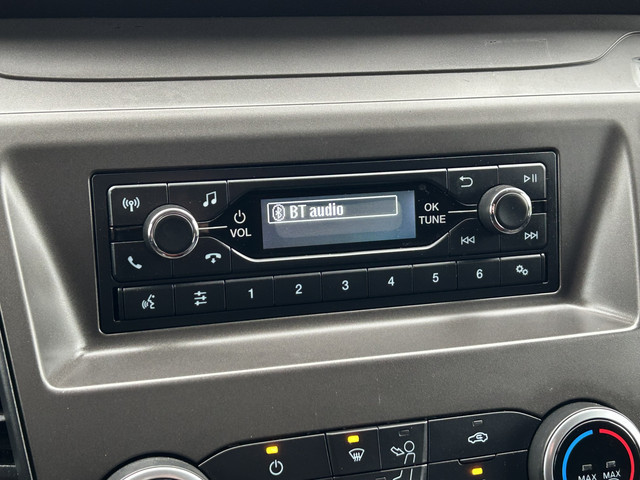 BT audio
VOL
OK
TUNE
1 2 3 4 5 6
MAX MAX